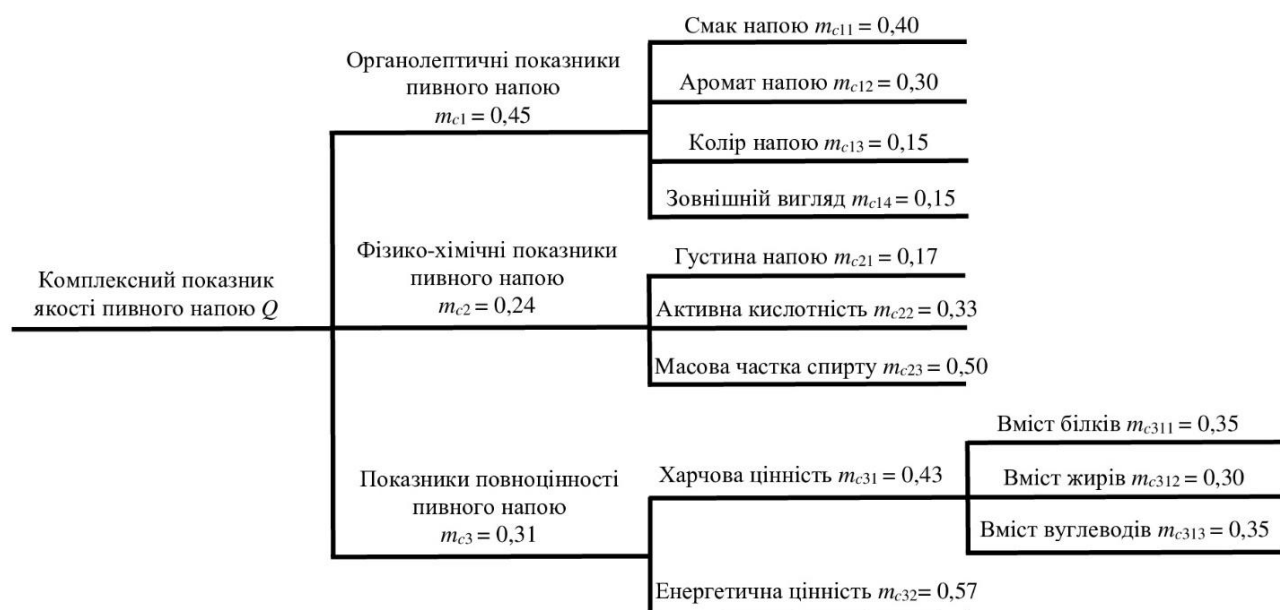 Комплексний показник
якості пивного напою Q
Органолептичні показники
пивного напою
mc1 = 0,45
Смак напою mc11 = 0,40
Аромат напою mc12 = 0,30
Колір напою mc13 = 0,15
Зовнішній вигляд mc14 = 0,15
Фізико-хімічні показники
пивного напою
mc2 = 0,24
Густина напою mc21 = 0,17
Активна кислотність mc22 = 0,33
Масова частка спирту mc23 = 0,50
Показники повноцінності
пивного напою
mc3 = 0,31
Харчова цінність mc31 = 0,43
Вміст білків mc311 = 0,35
Вміст жирів mc312 = 0,30
Вміст вуглеводів mc313 = 0,35
Енергетична цінність mc32= 0,57